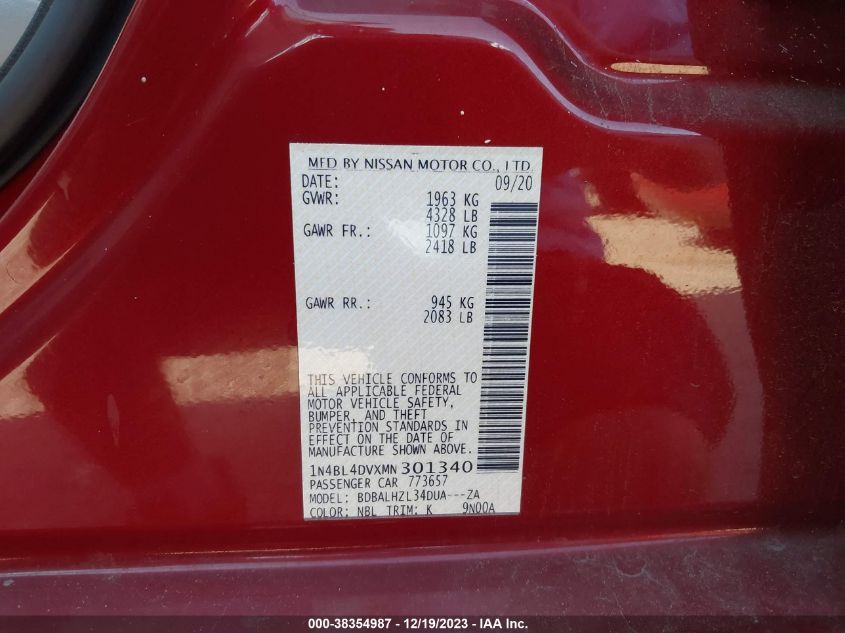 MFD BY NISSAN MOTOR CO., LTD.
DATE: 09/20
GVWR: 1963 KG
4328 LB
GAWR FR.: 1097 KG
2418 LB
GAWR RR.: 945 KG
2083 LB
THIS VEHICLE CONFORMS TO
ALL APPLICABLE FEDERAL
MOTOR VEHICLE SAFETY,
BUMPER, AND THEFT
PREVENTION STANDARDS IN
EFFECT ON THE DATE OF
MANUFACTURE SHOWN ABOVE.
1N4BL4DVXMN301340
PASSENGER CAR 773657
MODEL: BDBALHZL34DUA---ZA
COLOR: NBL TRIM: K 9N00A
000-38354987 - 12/19/2023 - IAA Inc.